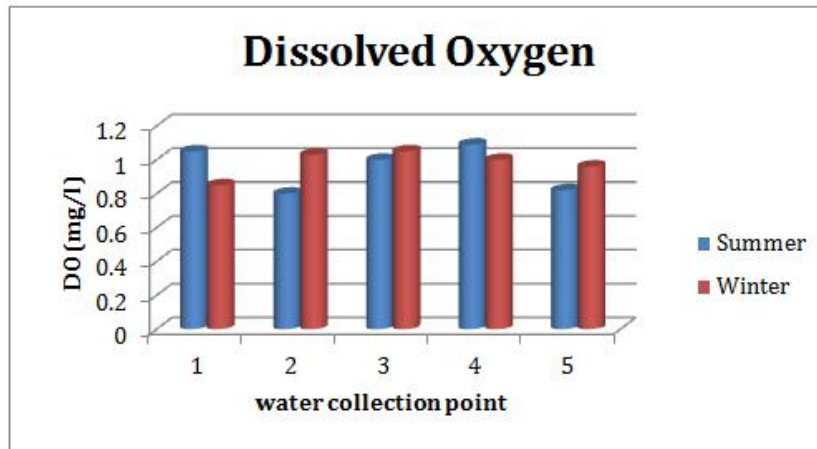 Dissolved Oxygen
1.2
1
0.8
0.6
0.4
0.2
0
DO (mg/l)
1 2 3 4 5
water collection point
Summer
Winter